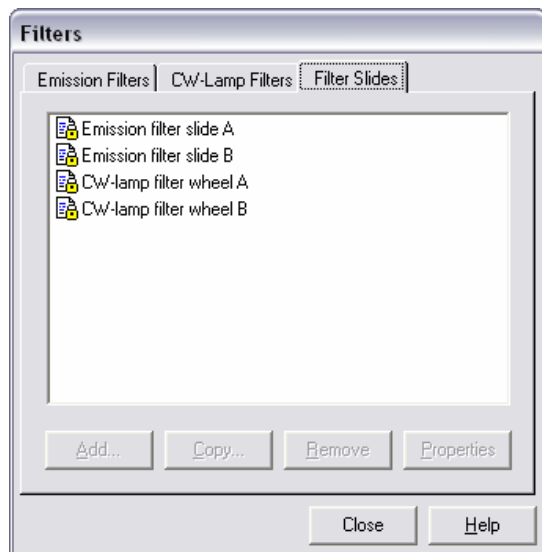 Filters
Emission Filters CW-Lamp Filters Filter Slides
Emission filter slide A
Emission filter slide B
CW-lamp filter wheel A
CW-lamp filter wheel B
Add... Copy... Remove Properties
Close Help